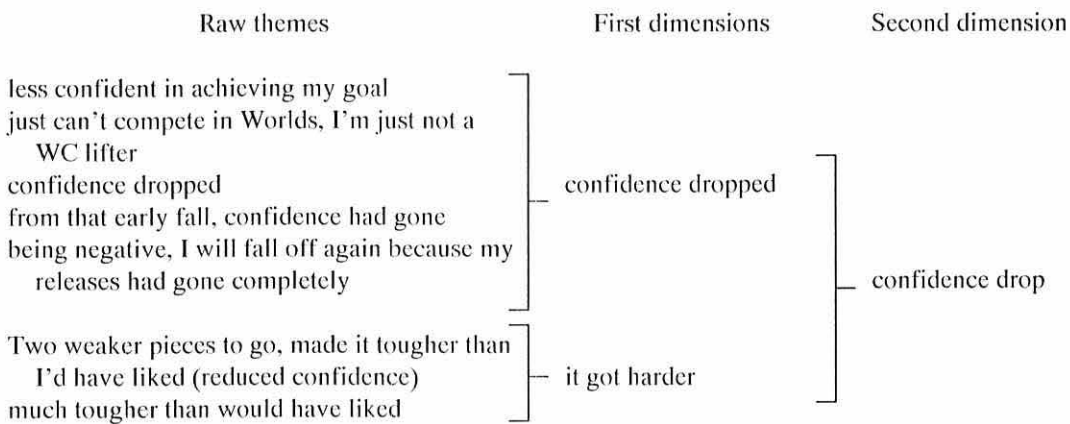 Raw themes First dimensions Second dimension
less confident in achieving my goal
just can't compete in Worlds, I'm just not a
WC lifter
confidence dropped
confidence dropped
from that early fall, confidence had gone
being negative, I will fall off again because my
releases had gone completely
confidence drop
Two weaker pieces to go, made it tougher than
I'd have liked (reduced confidence)
it got harder
much tougher than would have liked